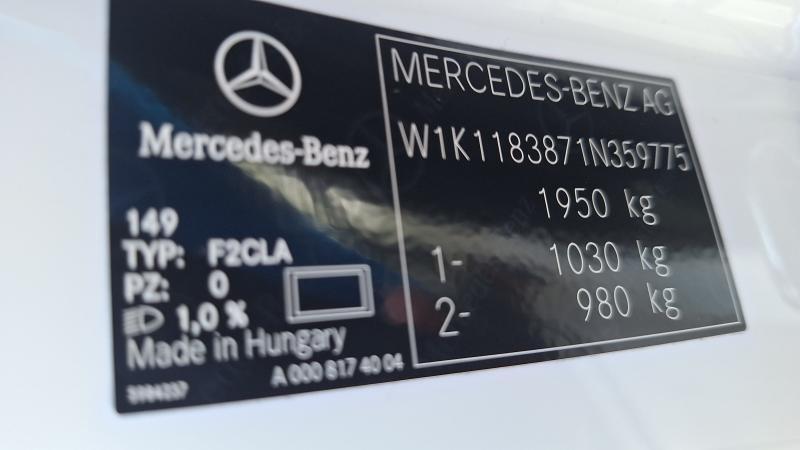 Mercedes-Benz
149
TYP: F2CLA
PZ: 0
1,0 %
Made in Hungary
A 000 817 40 04
MERCEDES-BENZ AG
W1K1183871N359775
1950 kg
1- 1030 kg
2- 980 kg